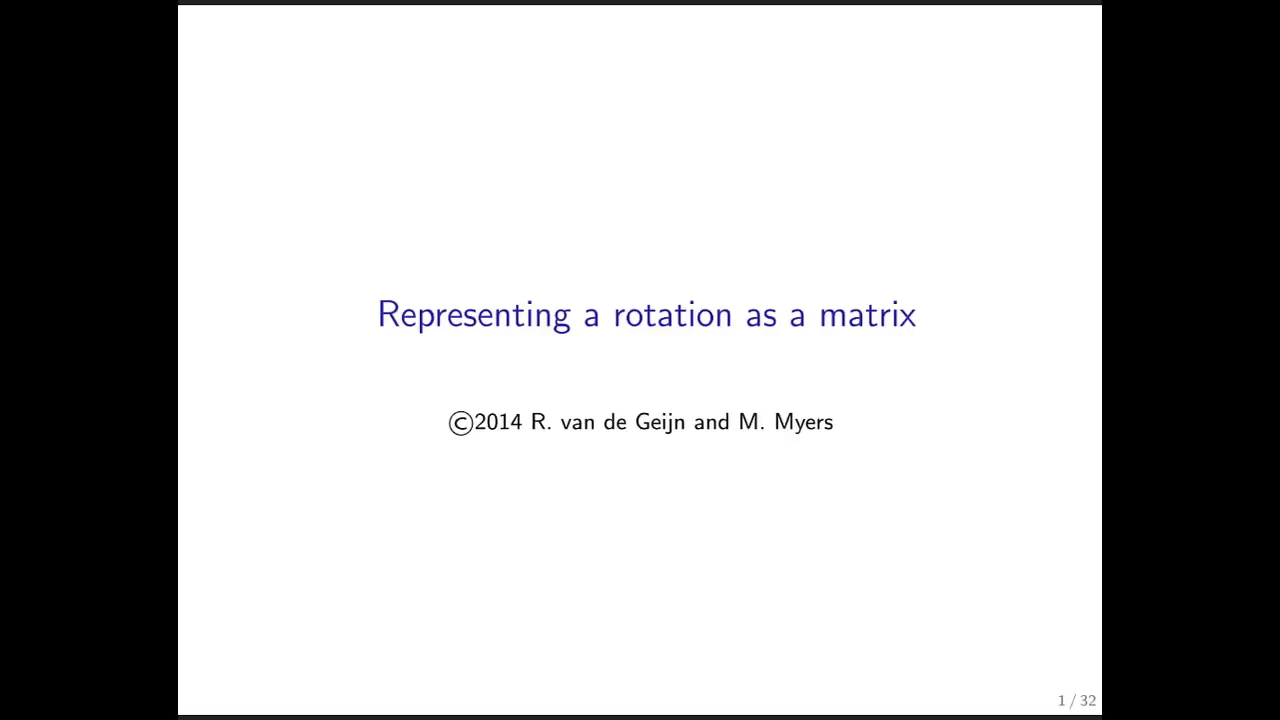 Representing a rotation as a matrix
©2014 R. van de Geijn and M. Myers
1 / 32